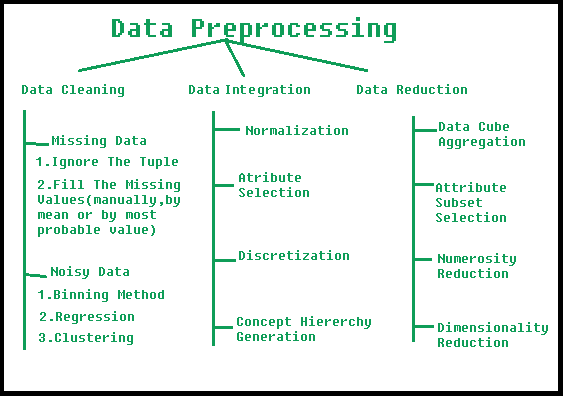 Data Preprocessing
Data Cleaning
Missing Data
1.Ignore The Tuple
2.Fill The Missing
Values(manually,by
mean or by most
probable value)
Noisy Data
1.Binning Method
2.Regression
3.Clustering
Data Integration
Normalization
Atribute
Selection
Discretization
Concept Hiererchy
Generation
Data Reduction
Data Cube
Aggregation
Attribute
Subset
Selection
Numerosity
Reduction
Dimensionality
Reduction